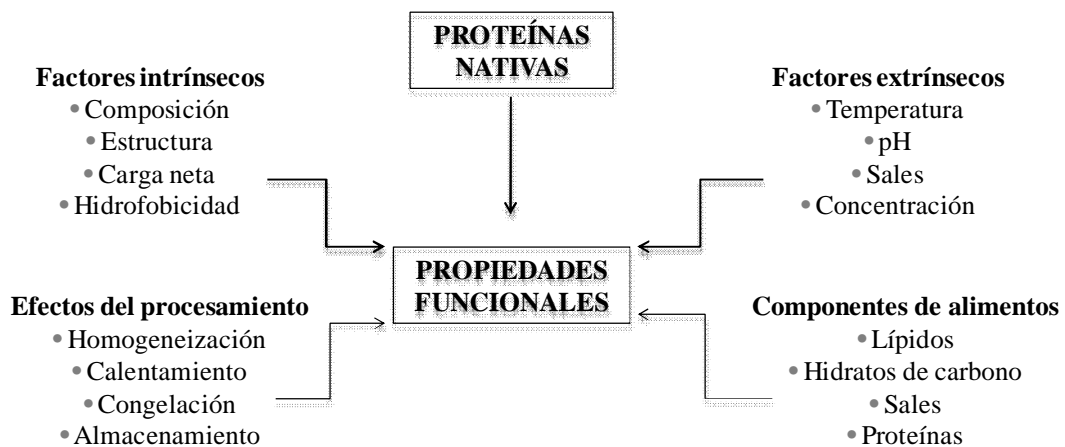 PROTEÍNAS
NATIVAS
Factores intrínsecos
• Composición
• Estructura
• Carga neta
• Hidrofobicidad
Factores extrínsecos
• Temperatura
• pH
• Sales
• Concentración
PROPIEDADES
FUNCIONALES
Efectos del procesamiento
• Homogeneización
• Calentamiento
• Congelación
• Almacenamiento
Componentes de alimentos
• Lípidos
• Hidratos de carbono
• Sales
• Proteínas